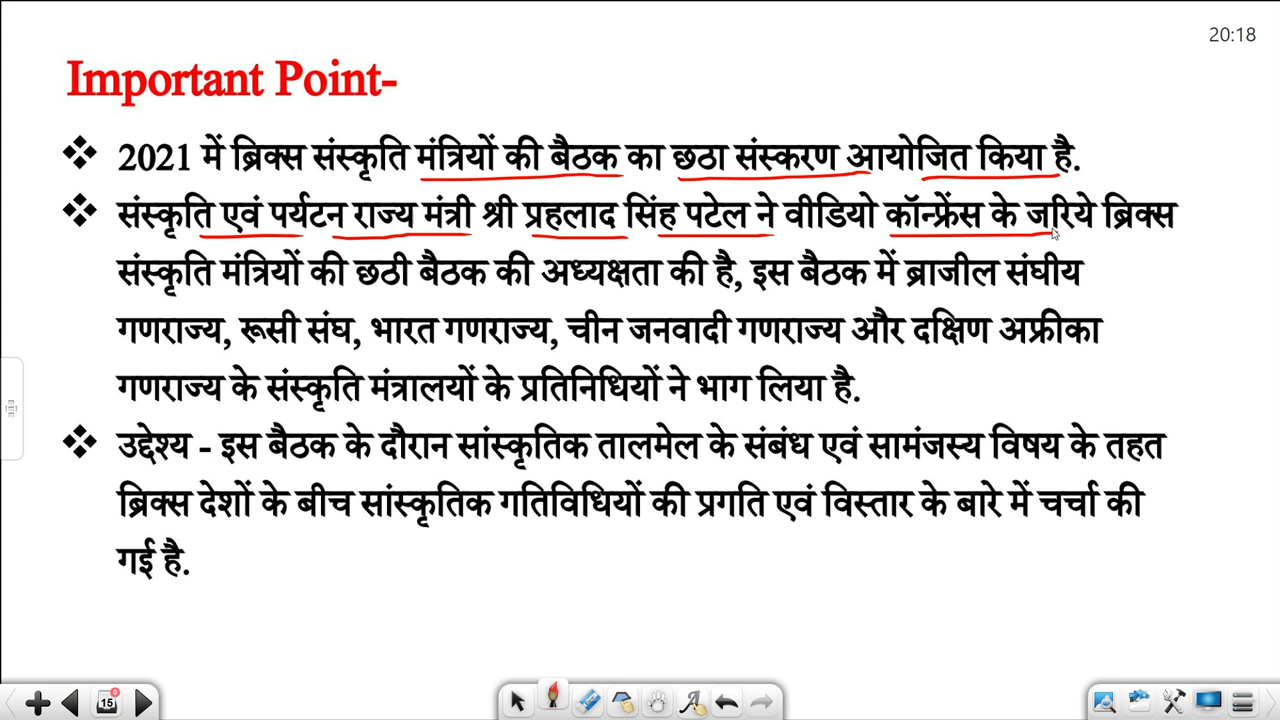 20:18
Important Point-
❖ 2021 में ब्रिक्स संस्कृति मंत्रियों की बैठक का छठा संस्करण आयोजित किया है.
❖ संस्कृति एवं पर्यटन राज्य मंत्री श्री प्रहलाद सिंह पटेल ने वीडियो कॉन्फ्रेंस के जरिये ब्रिक्स
संस्कृति मंत्रियों की छठी बैठक की अध्यक्षता की है, इस बैठक में ब्राजील संघीय
गणराज्य, रूसी संघ, भारत गणराज्य, चीन जनवादी गणराज्य और दक्षिण अफ्रीका
गणराज्य के संस्कृति मंत्रालयों के प्रतिनिधियों ने भाग लिया है.
❖ उद्देश्य - इस बैठक के दौरान सांस्कृतिक तालमेल के संबंध एवं सामंजस्य विषय के तहत
ब्रिक्स देशों के बीच सांस्कृतिक गतिविधियों की प्रगति एवं विस्तार के बारे में चर्चा की
गई है.
15
0